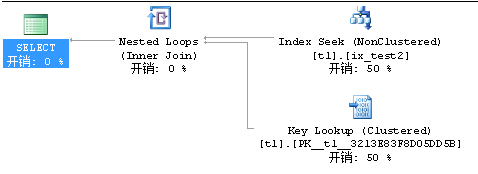 SELECT
开销: 0 %
Nested Loops
(Inner Join)
开销: 0 %
Index Seek (NonClustered)
[t1].[ix_test2]
开销: 50 %
Key Lookup (Clustered)
[t1].[PK__t1__3213E83F8D05DD5B]
开销: 50 %